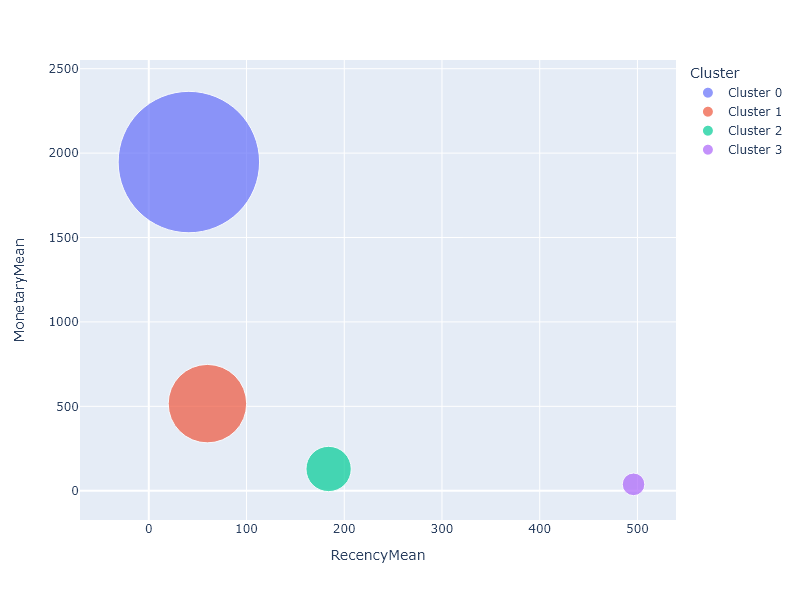 2500
2000
1500
1000
500
0
MonetaryMean
0
100
200
300
400
500
RecencyMean
Cluster
Cluster 0
Cluster 1
Cluster 2
Cluster 3